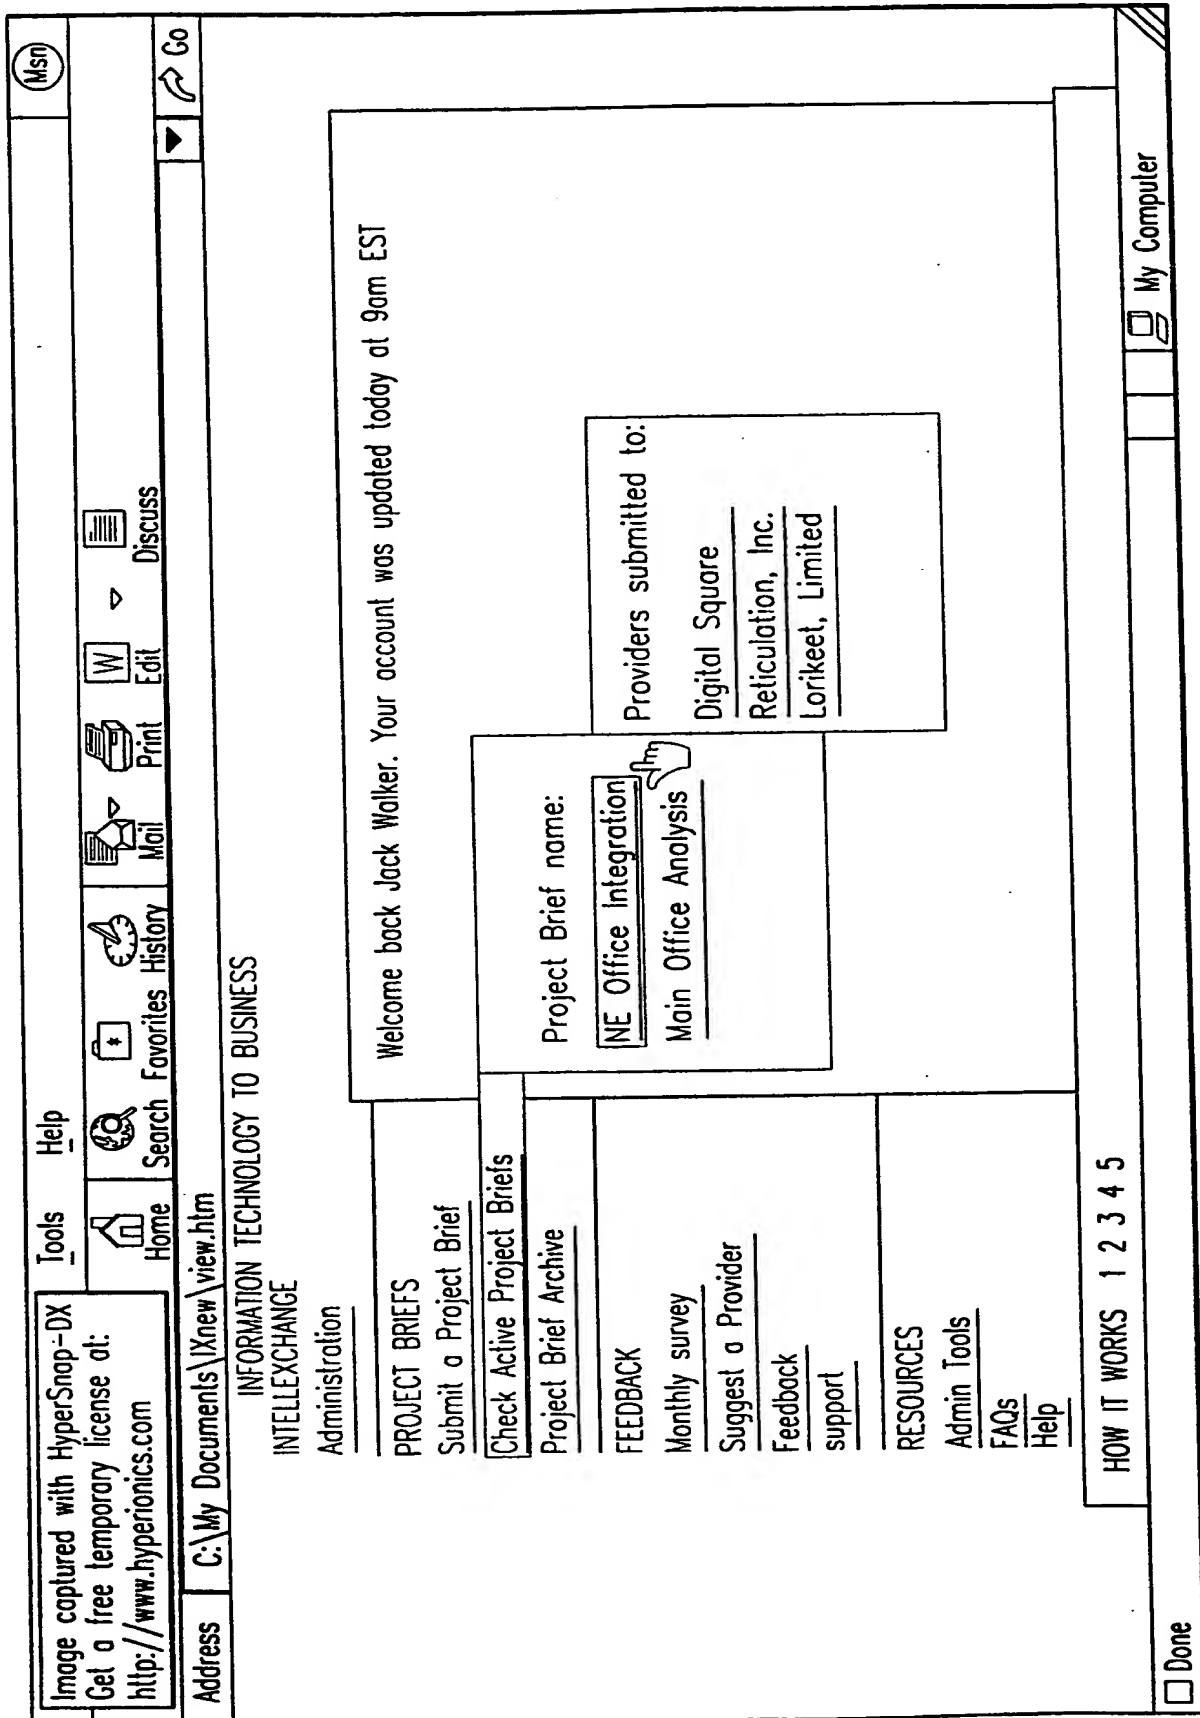 Image captured with HyperSnap-DX
Get a free temporary license at:
http://www.hyperionics.com
Tools Help
Msn
Home Search Favorites History Mail Print Edit Discuss
W
Address C:\My Documents\IXnew\view.htm Go
INFORMATION TECHNOLOGY TO BUSINESS
INTELLEXCHANGE
Administration
PROJECT BRIEFS
Submit a Project Brief
Check Active Project Briefs
Project Brief Archive
FEEDBACK
Monthly survey
Suggest a Provider
Feedback
support
RESOURCES
Admin Tools
FAQs
Help
Welcome back Jack Walker. Your account was updated today at 9am EST
Project Brief name:
NE Office Integration
Main Office Analysis
Providers submitted to:
Digital Square
Reticulation, Inc.
Lorikeet, Limited
HOW IT WORKS 1 2 3 4 5
Done
My Computer